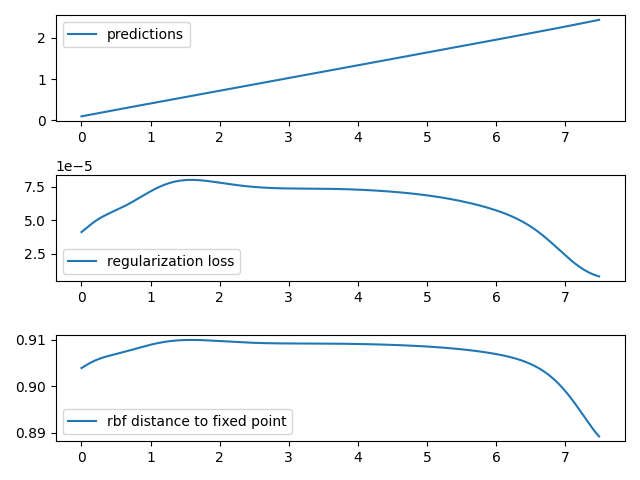 2
predictions
1
0
0 1 2 3 4 5 6 7
1e−5
7.5
5.0
2.5
regularization loss
0 1 2 3 4 5 6 7
0.91
0.90
rbf distance to fixed point
0.89
0 1 2 3 4 5 6 7